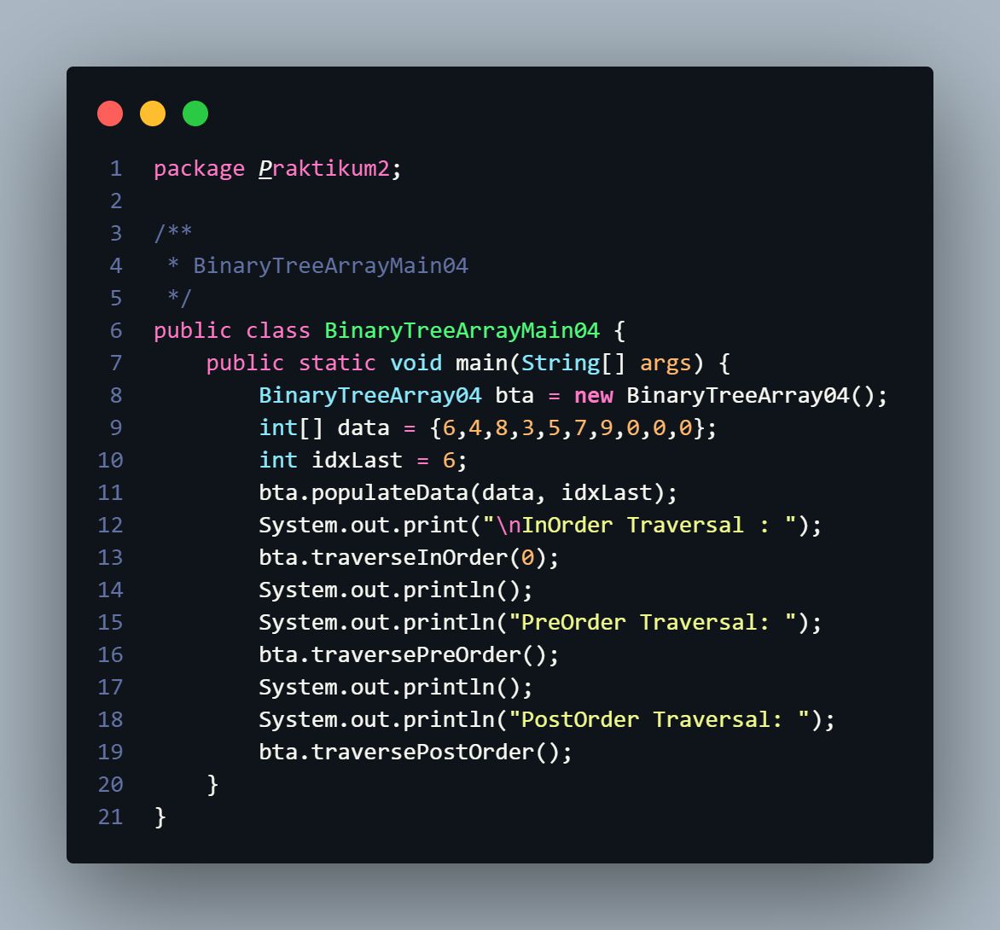 1 package Praktikum2;
2
3 /**
4  * BinaryTreeArrayMain04
5  */
6 public class BinaryTreeArrayMain04 {
7     public static void main(String[] args) {
8         BinaryTreeArray04 bta = new BinaryTreeArray04();
9         int[] data = {6,4,8,3,5,7,9,0,0,0};
10         int idxLast = 6;
11         bta.populateData(data, idxLast);
12         System.out.print("\nInOrder Traversal : ");
13         bta.traverseInOrder(0);
14         System.out.println();
15         System.out.println("PreOrder Traversal: ");
16         bta.traversePreOrder();
17         System.out.println();
18         System.out.println("PostOrder Traversal: ");
19         bta.traversePostOrder();
20     }
21 }